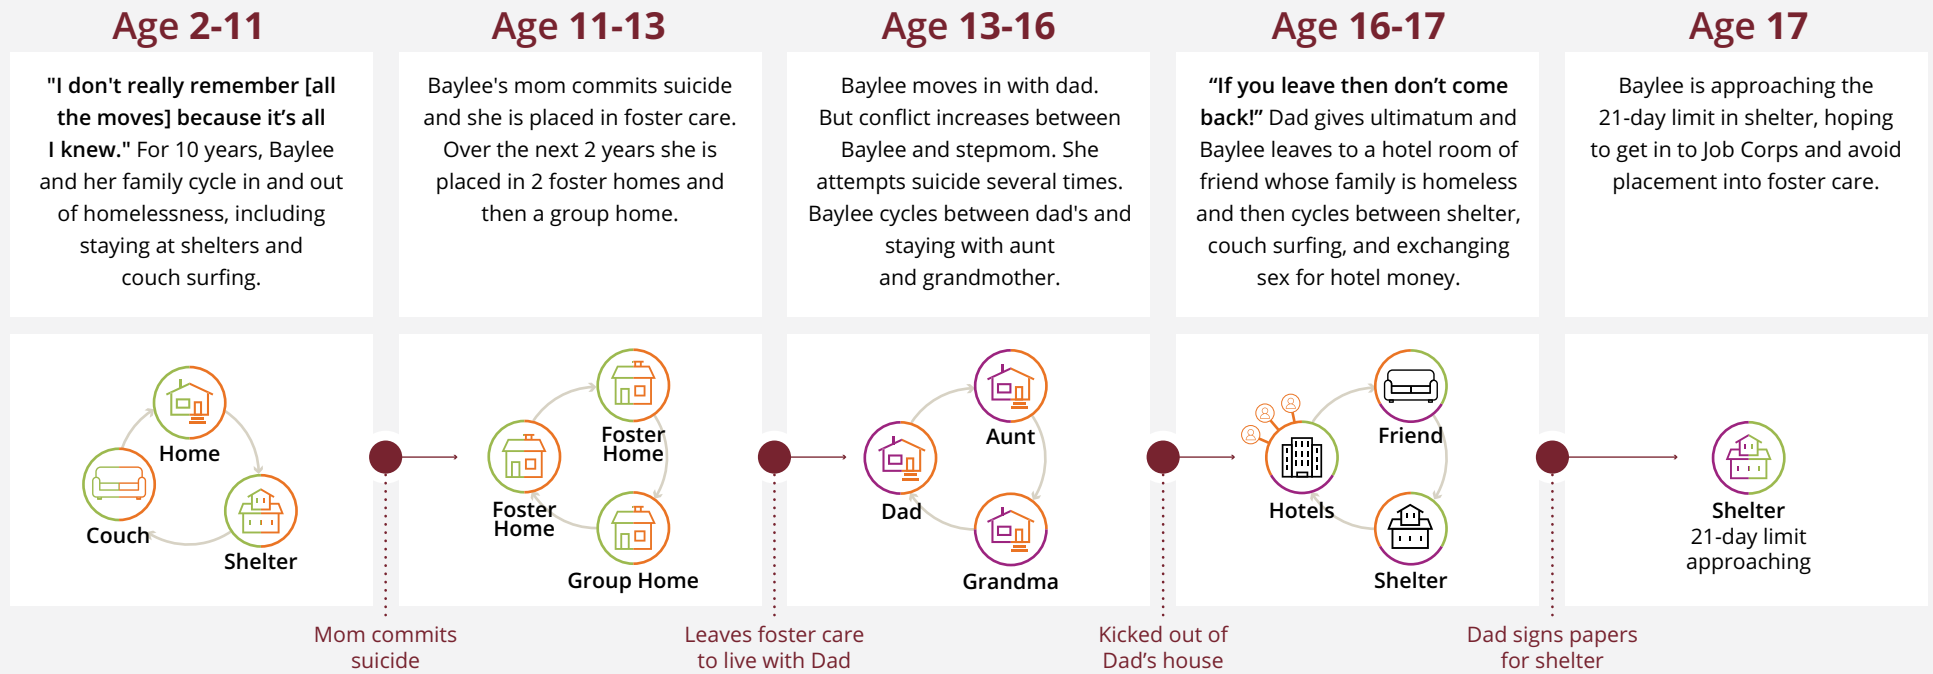 Age 2-11
"I don't really remember [all
the moves] because it’s all
I knew." For 10 years, Baylee
and her family cycle in and out
of homelessness, including
staying at shelters and
couch surfing.
Home
Couch
Shelter
Mom commits
suicide
Age 11-13
Baylee's mom commits suicide
and she is placed in foster care.
Over the next 2 years she is
placed in 2 foster homes and
then a group home.
Foster
Home
Foster
Home
Group Home
Leaves foster care
to live with Dad
Age 13-16
Baylee moves in with dad.
But conflict increases between
Baylee and stepmom. She
attempts suicide several times.
Baylee cycles between dad's and
staying with aunt
and grandmother.
Aunt
Dad
Grandma
Kicked out of
Dad’s house
Age 16-17
“If you leave then don’t come
back!” Dad gives ultimatum and
Baylee leaves to a hotel room of
friend whose family is homeless
and then cycles between shelter,
couch surfing, and exchanging
sex for hotel money.
Friend
Hotels
Shelter
Dad signs papers
for shelter
Age 17
Baylee is approaching the
21-day limit in shelter, hoping
to get in to Job Corps and avoid
placement into foster care.
Shelter
21-day limit
approaching